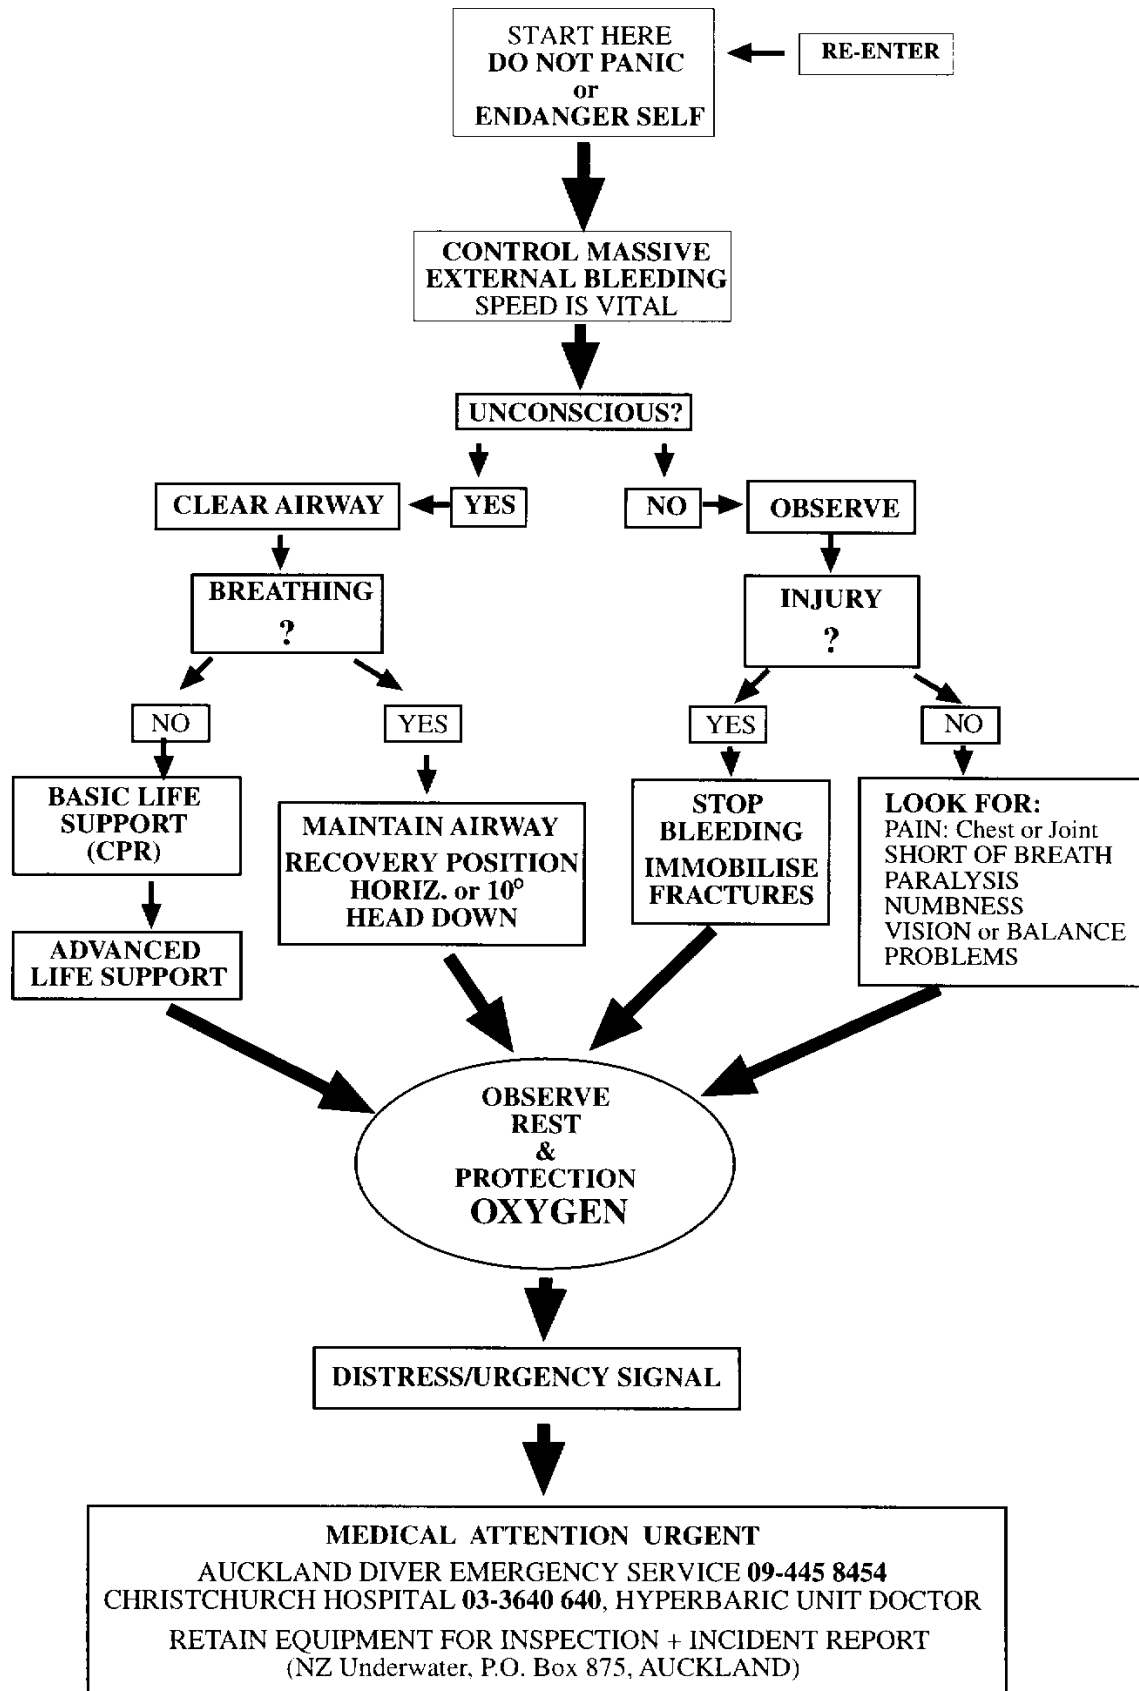 START HERE
DO NOT PANIC
or
ENDANGER SELF
RE-ENTER
CONTROL MASSIVE
EXTERNAL BLEEDING
SPEED IS VITAL
UNCONSCIOUS?
CLEAR AIRWAY
YES
NO
OBSERVE
BREATHING
?
INJURY
?
NO
YES
YES
NO
BASIC LIFE
SUPPORT
(CPR)
MAINTAIN AIRWAY
RECOVERY POSITION
HORIZ. or 10°
HEAD DOWN
STOP
BLEEDING
IMMOBILISE
FRACTURES
LOOK FOR:
PAIN: Chest or Joint
SHORT OF BREATH
PARALYSIS
NUMBNESS
VISION or BALANCE
PROBLEMS
ADVANCED
LIFE SUPPORT
OBSERVE
REST
&
PROTECTION
OXYGEN
DISTRESS/URGENCY SIGNAL
MEDICAL ATTENTION URGENT
AUCKLAND DIVER EMERGENCY SERVICE 09-445 8454
CHRISTCHURCH HOSPITAL 03-3640 640, HYPERBARIC UNIT DOCTOR
RETAIN EQUIPMENT FOR INSPECTION + INCIDENT REPORT
(NZ Underwater, P.O. Box 875, AUCKLAND)